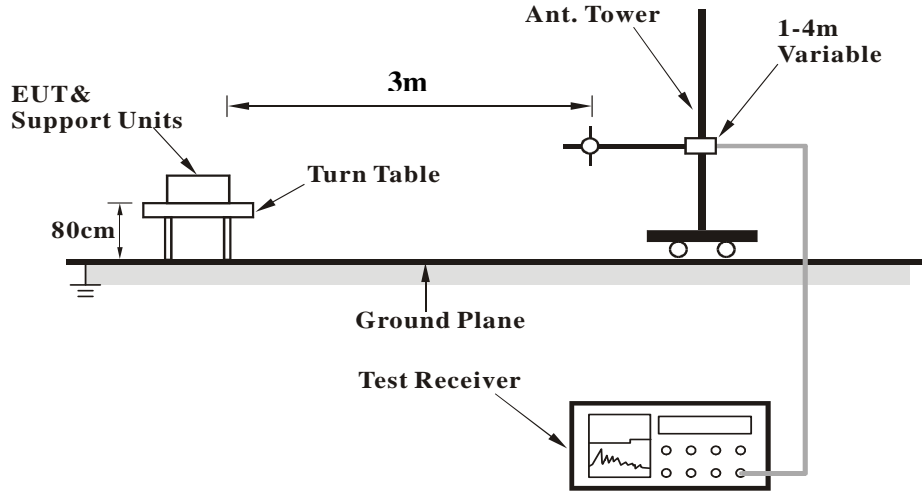 Ant. Tower
1-4m
Variable
3m
EUT&
Support Units
Turn Table
80cm
Ground Plane
Test Receiver